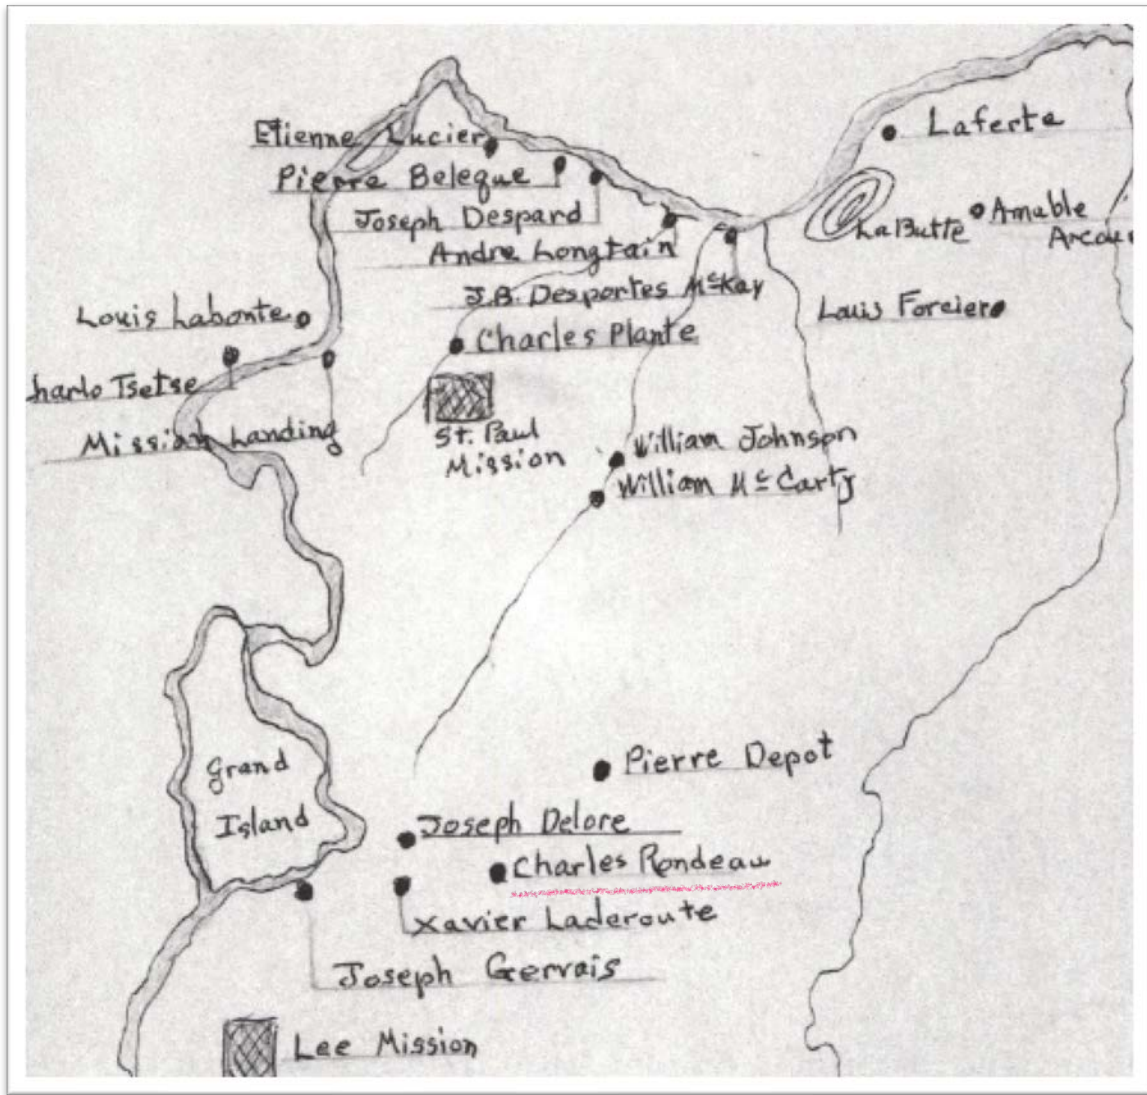 Laferte
Etienne Lucier
Pierre Beleque
Joseph Despard
LaButte
Amable
Andre Longtain
J.B. Desportes McKay
Louis Labonte
Louis Forcier
Charles Plante
harlo Tsetse
Mission Landing
St. Paul
Mission
William Johnson
William McCarty
Grand
Island
Pierre Depot
Joseph Delore
Charles Rondeau
Xavier Laderoute
Joseph Gervais
Lee Mission